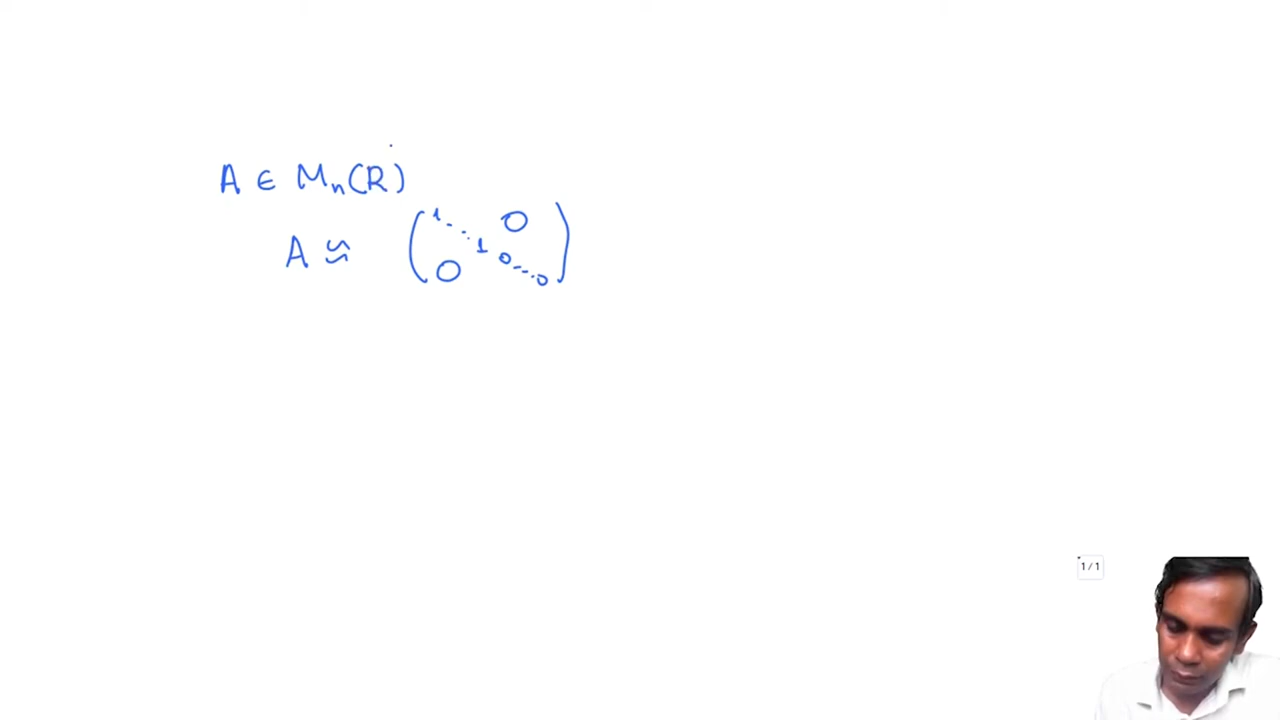 A ∈ Mₙ(R)
A ≈ ( 1 ⋱ 1 0 ⋱ 0 0 0 )
1/1